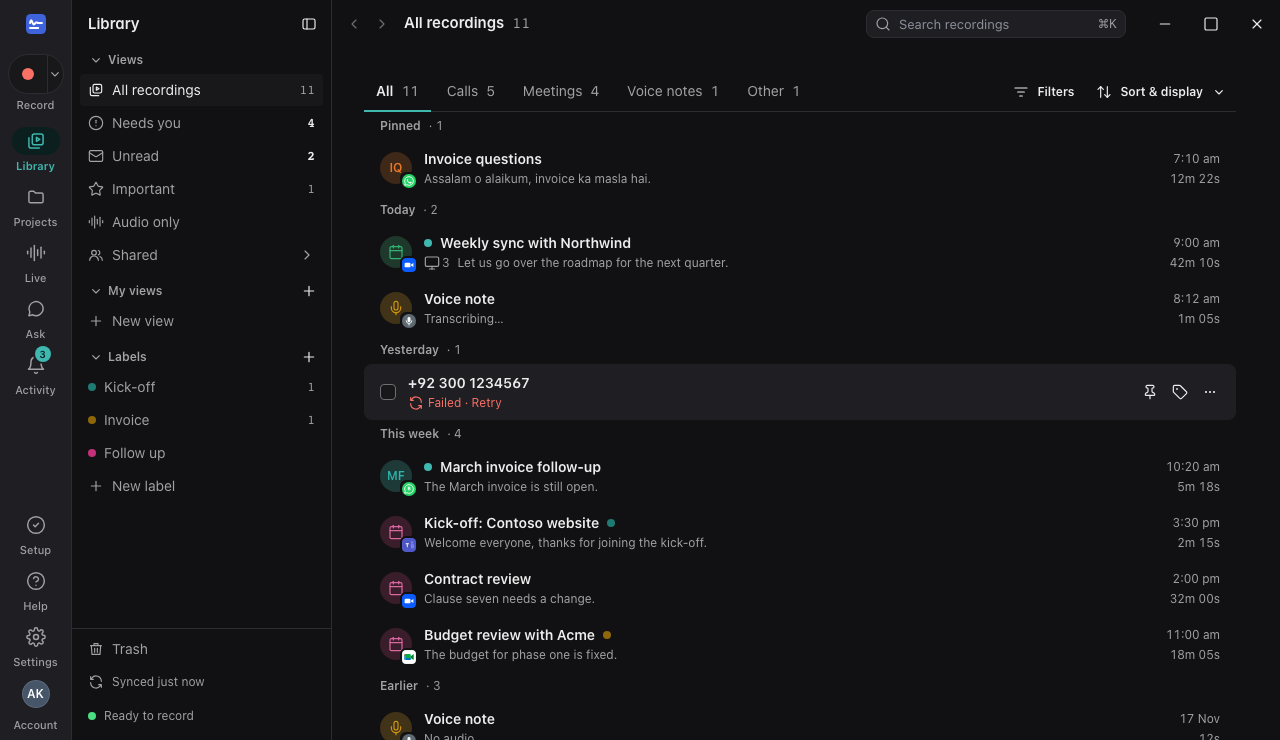 Library
All recordings 11
Search recordings ⌘K
Record
Library
Projects
Live
Ask
3
Activity
Setup
Help
Settings
AK
Account
Views
All recordings 11
Needs you 4
Unread 2
Important 1
Audio only
Shared
My views
New view
Labels
Kick-off 1
Invoice 1
Follow up
New label
Trash
Synced just now
Ready to record
All 11
Calls 5
Meetings 4
Voice notes 1
Other 1
Filters
Sort & display
Pinned · 1
IQ
Invoice questions 7:10 am
Assalam o alaikum, invoice ka masla hai. 12m 22s
Today · 2
Weekly sync with Northwind 9:00 am
3 Let us go over the roadmap for the next quarter. 42m 10s
Voice note 8:12 am
Transcribing... 1m 05s
Yesterday · 1
+92 300 1234567
Failed · Retry
This week · 4
MF
March invoice follow-up 10:20 am
The March invoice is still open. 5m 18s
Kick-off: Contoso website 3:30 pm
Welcome everyone, thanks for joining the kick-off. 2m 15s
Contract review 2:00 pm
Clause seven needs a change. 32m 00s
Budget review with Acme 11:00 am
The budget for phase one is fixed. 18m 05s
Earlier · 3
Voice note 17 Nov
No audio 12s